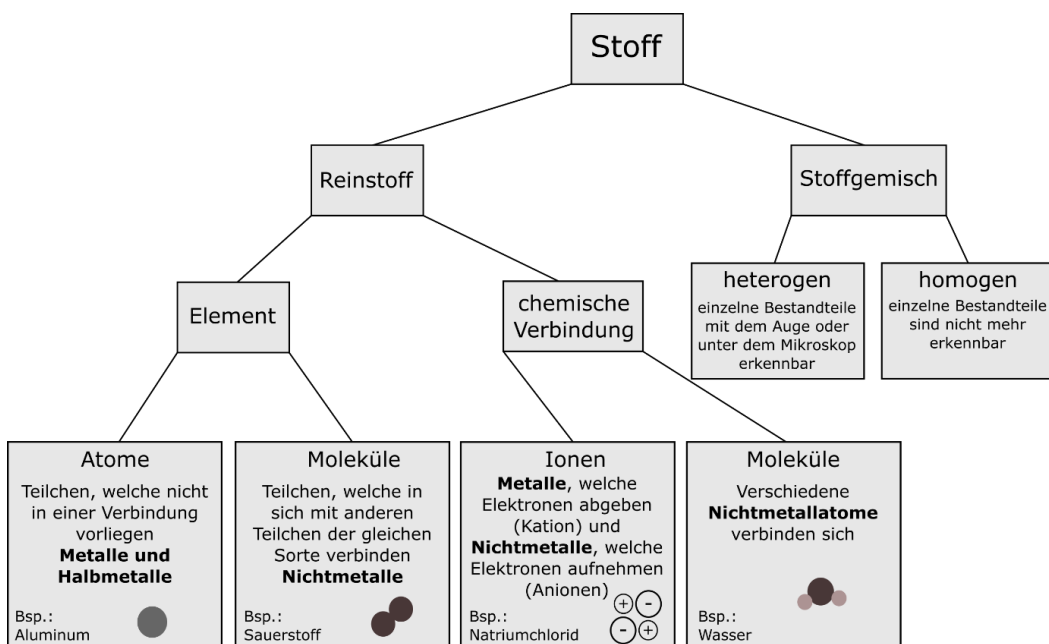 Stoff
Reinstoff
Stoffgemisch
Element
chemische
Verbindung
heterogen
einzelne Bestandteile
mit dem Auge oder
unter dem Mikroskop
erkennbar
homogen
einzelne Bestandteile
sind nicht mehr
erkennbar
Atome
Teilchen, welche nicht
in einer Verbindung
vorliegen
Metalle und
Halbmetalle
Bsp.:
Aluminum
Moleküle
Teilchen, welche in
sich mit anderen
Teilchen der gleichen
Sorte verbinden
Nichtmetalle
Bsp.:
Sauerstoff
Ionen
Metalle, welche
Elektronen abgeben
(Kation) und
Nichtmetalle, welche
Elektronen aufnehmen
(Anionen)
Bsp.:
Natriumchlorid
+ -
- +
Moleküle
Verschiedene
Nichtmetallatome
verbinden sich
Bsp.:
Wasser